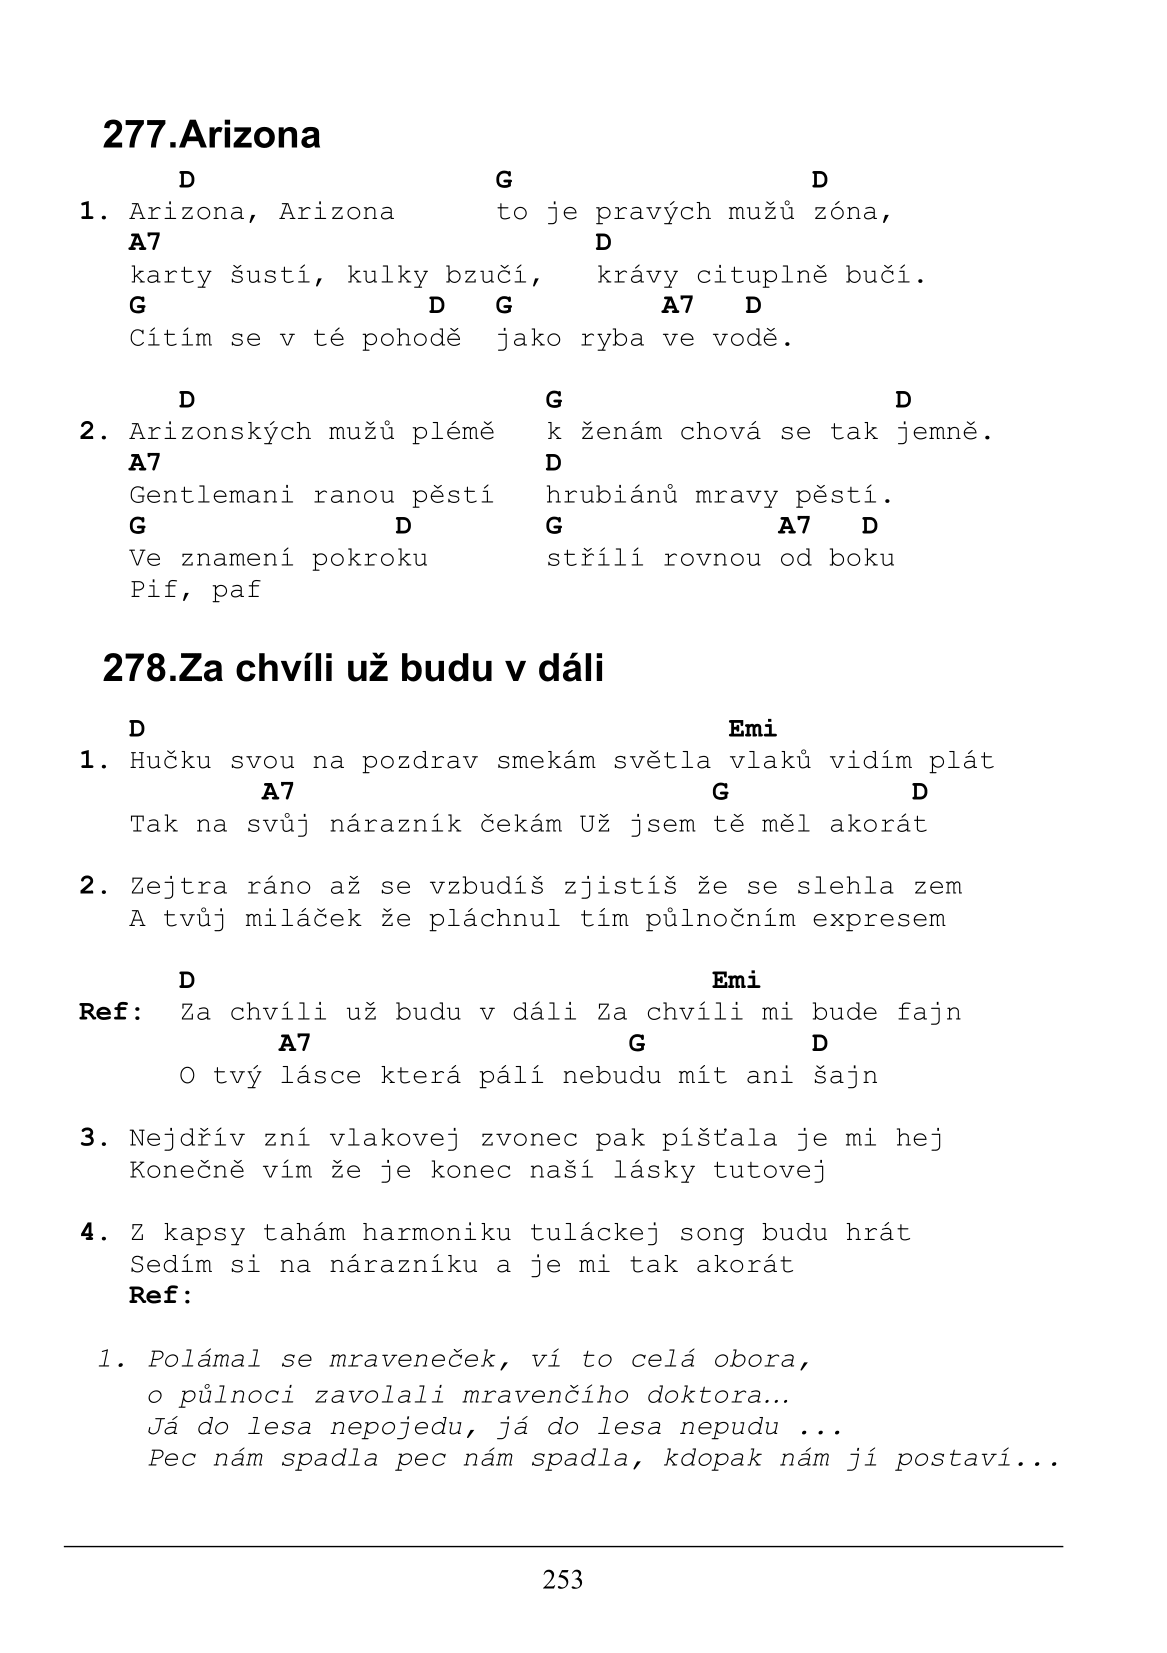 277.Arizona
D G D
1. Arizona, Arizona to je pravých mužů zóna,
A7 D
karty šustí, kulky bzučí, krávy cituplně bučí.
G D G A7 D
Cítím se v té pohodě jako ryba ve vodě.
D G D
2. Arizonských mužů plémě k ženám chová se tak jemně.
A7 D
Gentlemani ranou pěstí hrubiánů mravy pěstí.
G D G A7 D
Ve znamení pokroku střílí rovnou od boku
Pif, paf
278.Za chvíli už budu v dáli
D Emi
1. Hučku svou na pozdrav smekám světla vlaků vidím plát
A7 G D
Tak na svůj nárazník čekám Už jsem tě měl akorát
2. Zejtra ráno až se vzbudíš zjistíš že se slehla zem
A tvůj miláček že pláchnul tím půlnočním expresem
D Emi
Ref: Za chvíli už budu v dáli Za chvíli mi bude fajn
A7 G D
O tvý lásce která pálí nebudu mít ani šajn
3. Nejdřív zní vlakovej zvonec pak píšťala je mi hej
Konečně vím že je konec naší lásky tutovej
4. Z kapsy tahám harmoniku tuláckej song budu hrát
Sedím si na nárazníku a je mi tak akorát
Ref:
1. Polámal se mraveneček, ví to celá obora,
o půlnoci zavolali mravenčího doktora…
Já do lesa nepojedu, já do lesa nepudu ...
Pec nám spadla pec nám spadla, kdopak nám jí postaví...
253